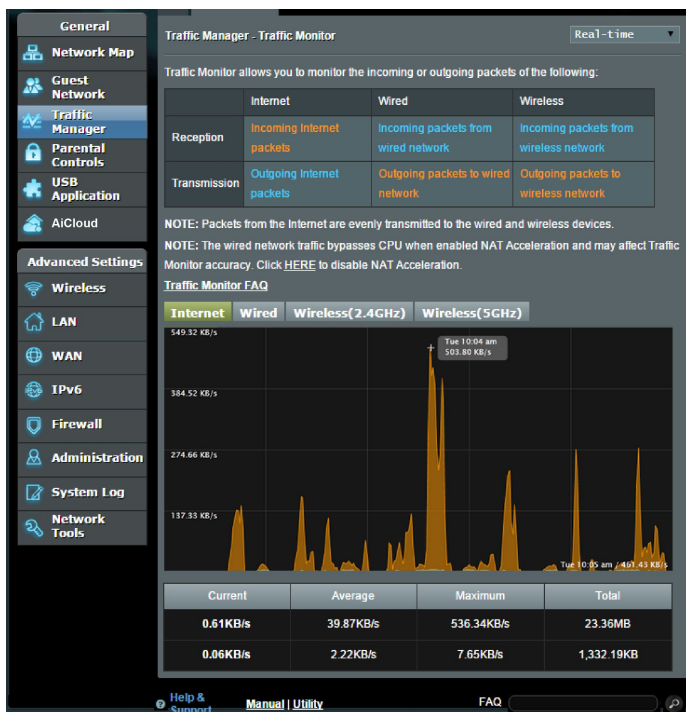 General
Network Map
Guest
Network
Traffic
Manager
Parental
Controls
USB
Application
AiCloud
Advanced Settings
Wireless
LAN
WAN
IPv6
Firewall
Administration
System Log
Network
Tools
Traffic Manager - Traffic Monitor
Real-time
Traffic Monitor allows you to monitor the incoming or outgoing packets of the following:
Internet Wired Wireless
Reception
Incoming Internet
packets
Incoming packets from
wired network
Incoming packets from
wireless network
Transmission
Outgoing Internet
packets
Outgoing packets to wired
network
Outgoing packets to
wireless network
NOTE: Packets from the Internet are evenly transmitted to the wired and wireless devices.
NOTE: The wired network traffic bypasses CPU when enabled NAT Acceleration and may affect Traffic
Monitor accuracy. Click HERE to disable NAT Acceleration.
Traffic Monitor FAQ
Internet Wired Wireless(2.4GHz) Wireless(5GHz)
549.32 KB/s
Tue 10:04 am
503.80 KB/s
384.52 KB/s
274.66 KB/s
137.33 KB/s
Tue 10:05 am / 461.43 KB/s
Current Average Maximum Total
0.61KB/s 39.87KB/s 536.34KB/s 23.36MB
0.06KB/s 2.22KB/s 7.65KB/s 1,332.19KB
Help &
Support
Manual | Utility
FAQ